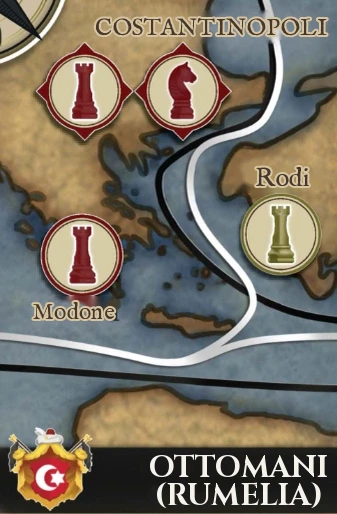 COSTANTINOPOLI
Rodi
Modone
OTTOMANI
(RUMELIA)